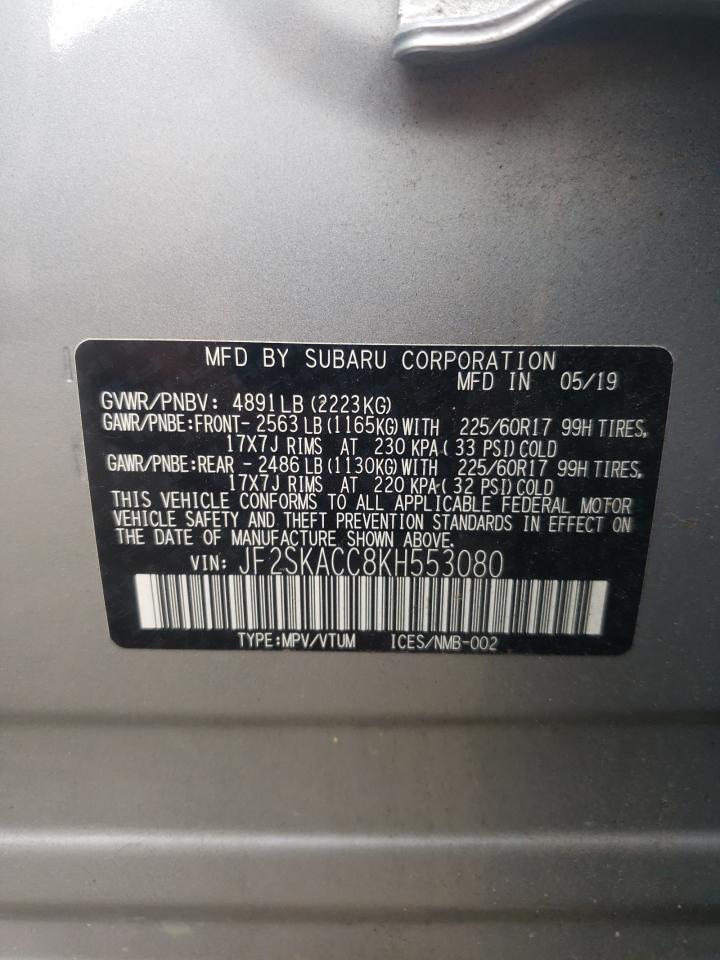 MFD BY SUBARU CORPORATION
MFD IN 05/19
GVWR/PNBV: 4891LB(2223KG)
GAWR/PNBE:FRONT- 2563 LB(1165KG)WITH 225/60R17 99H TIRES,
17X7J RIMS AT 230 KPA( 33 PSI)COLD
GAWR/PNBE:REAR - 2486 LB(1130KG)WITH 225/60R17 99H TIRES,
17X7J RIMS AT 220 KPA( 32 PSI)COLD
THIS VEHICLE CONFORMS TO ALL APPLICABLE FEDERAL MOTOR
VEHICLE SAFETY AND THEFT PREVENTION STANDARDS IN EFFECT ON
THE DATE OF MANUFACTURE SHOWN ABOVE.
VIN: JF2SKACC8KH553080
TYPE:MPV/VTUM ICES/NMB-002